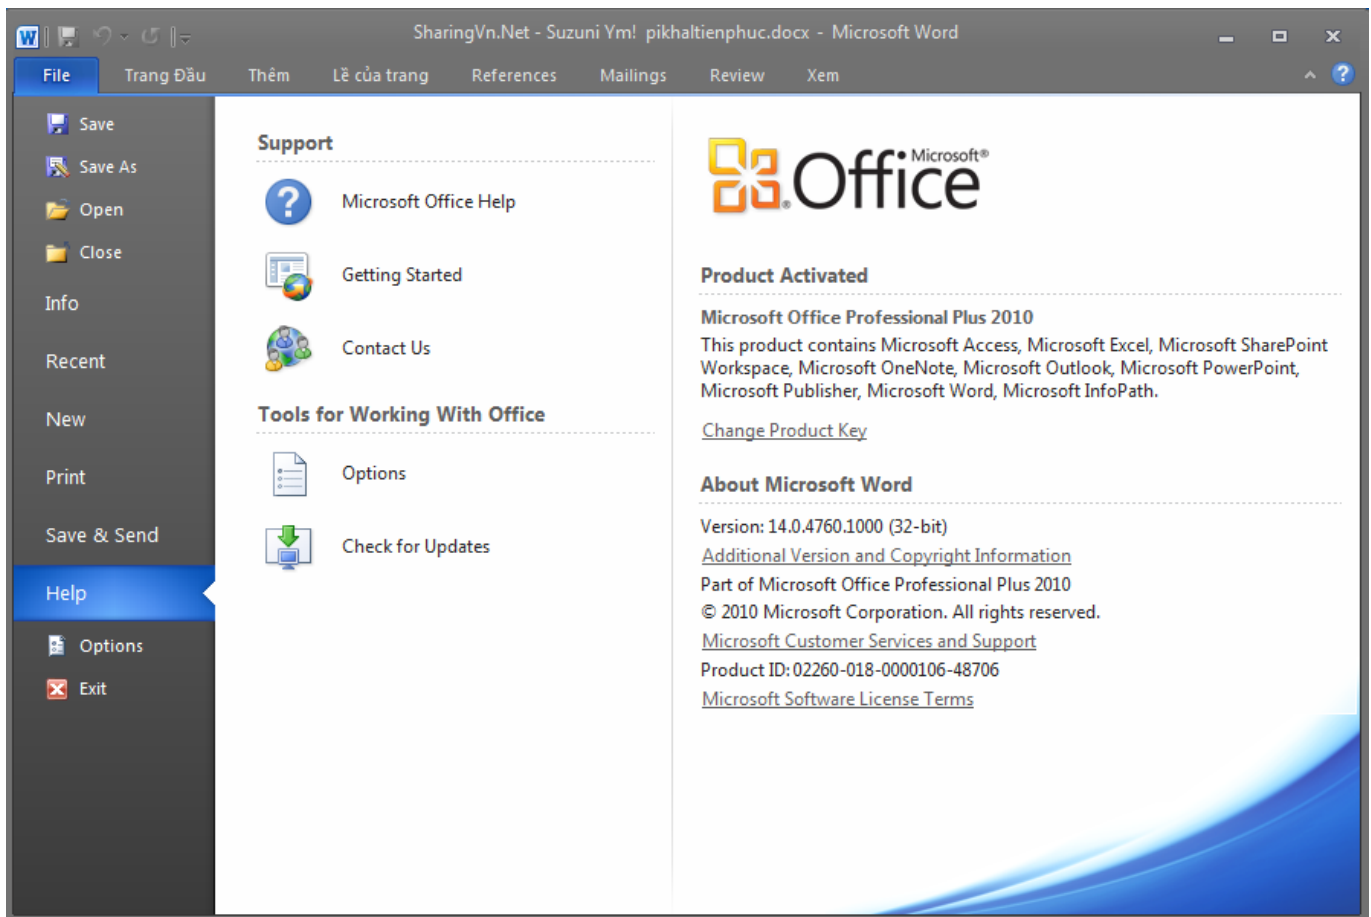 SharingVn.Net - Suzuni Ym!  pikhaltienphuc.docx  -  Microsoft Word
File Trang Đầu Thêm Lề của trang References Mailings Review Xem
Save
Save As
Open
Close
Info
Recent
New
Print
Save & Send
Help
Options
Exit
Support
Microsoft Office Help
Getting Started
Contact Us
Tools for Working With Office
Options
Check for Updates
Microsoft®
Office
Product Activated
Microsoft Office Professional Plus 2010
This product contains Microsoft Access, Microsoft Excel, Microsoft SharePoint
Workspace, Microsoft OneNote, Microsoft Outlook, Microsoft PowerPoint,
Microsoft Publisher, Microsoft Word, Microsoft InfoPath.
Change Product Key
About Microsoft Word
Version: 14.0.4760.1000 (32-bit)
Additional Version and Copyright Information
Part of Microsoft Office Professional Plus 2010
© 2010 Microsoft Corporation. All rights reserved.
Microsoft Customer Services and Support
Product ID: 02260-018-0000106-48706
Microsoft Software License Terms